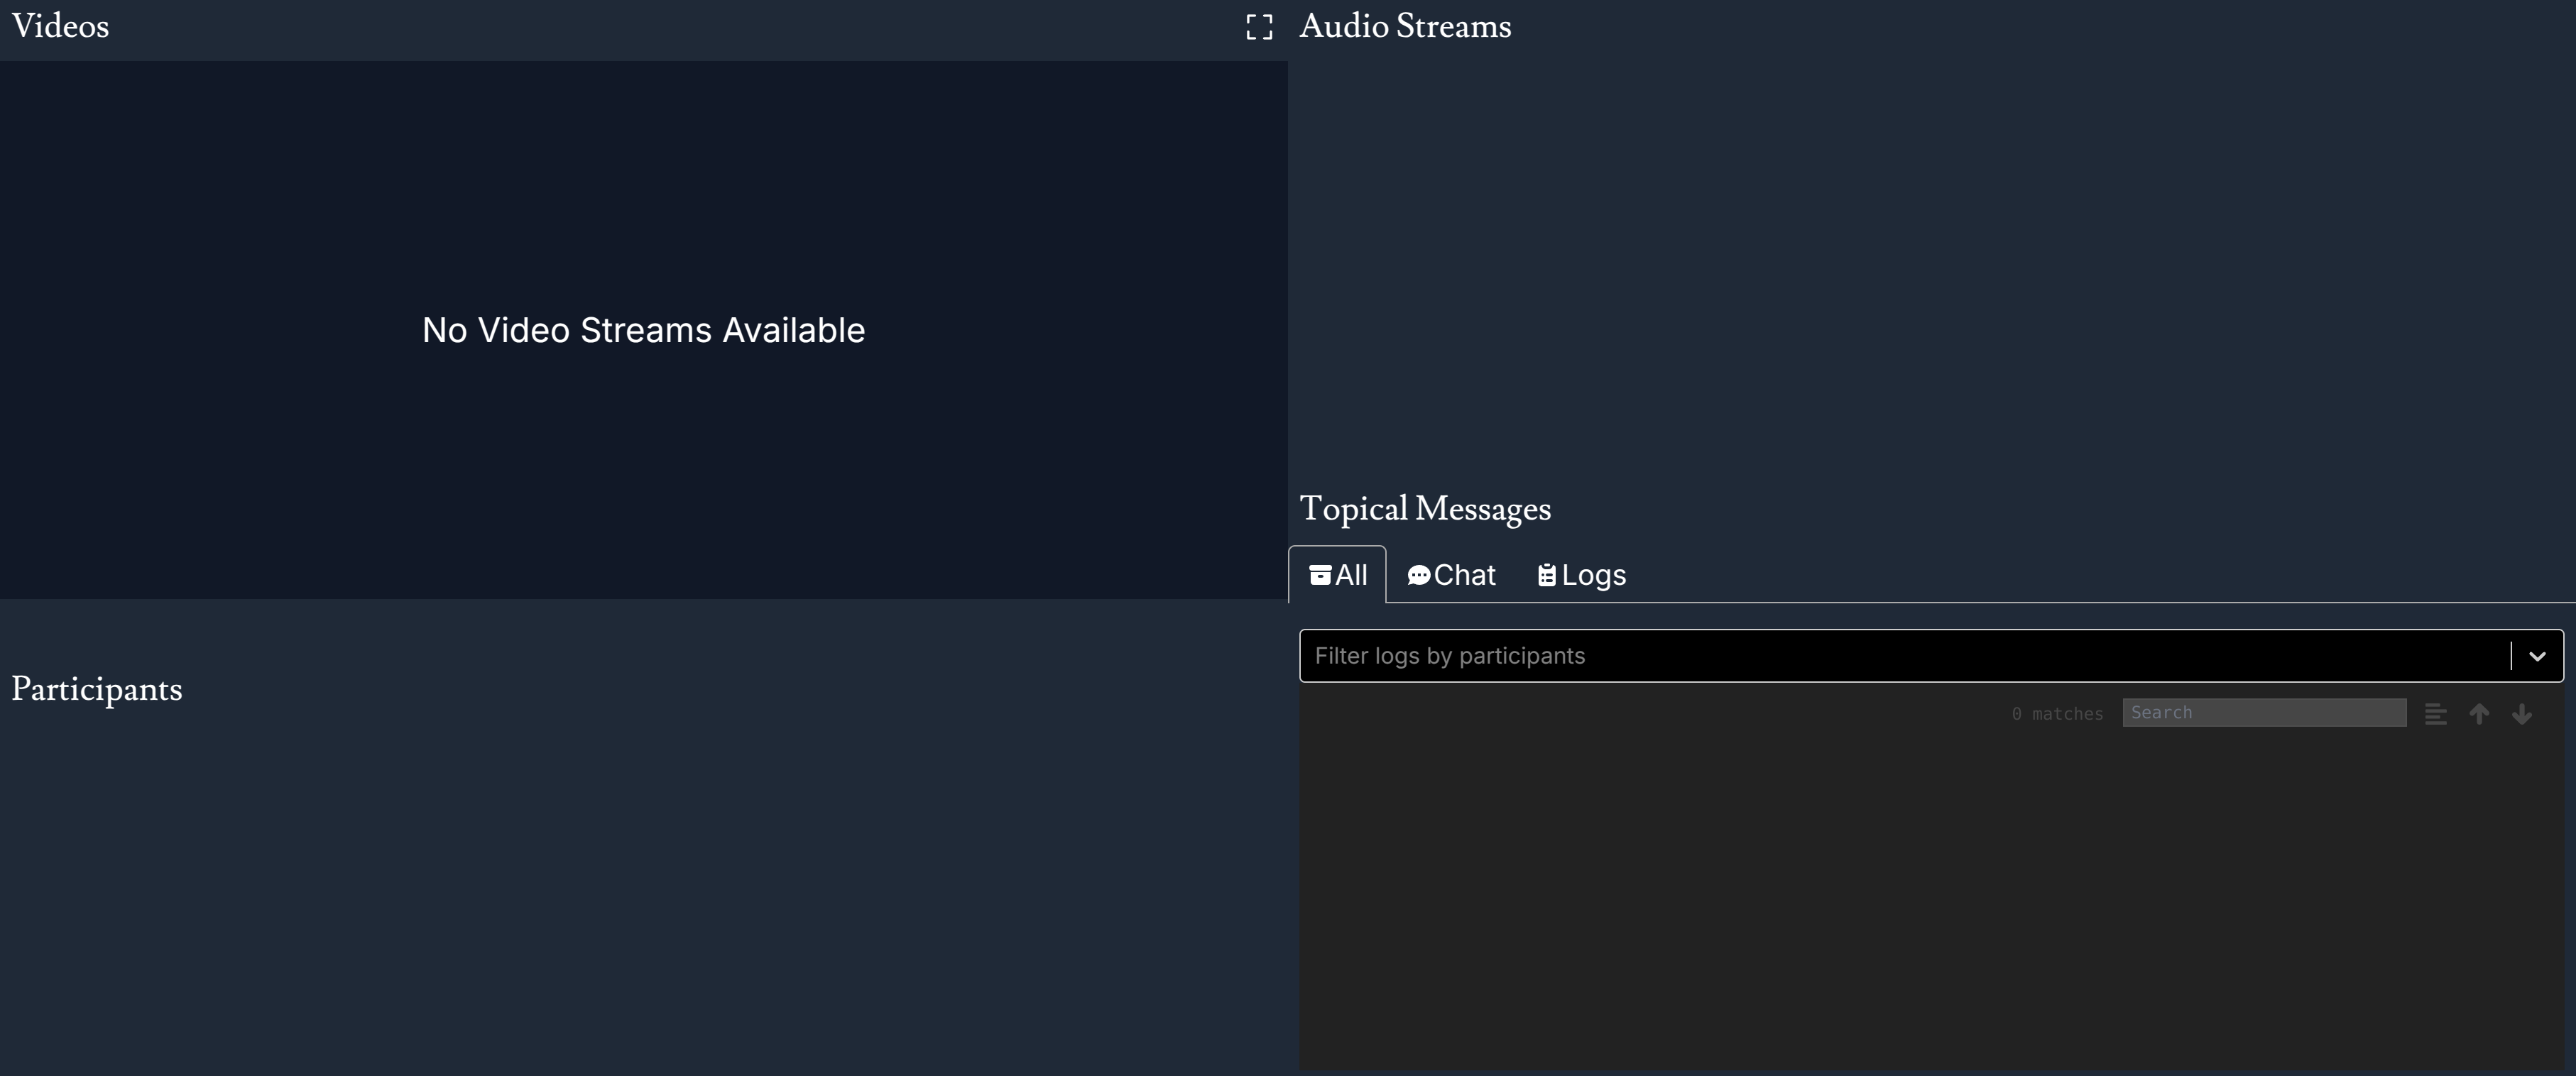 Videos
No Video Streams Available
Participants
Audio Streams
Topical Messages
All Chat Logs
Filter logs by participants
0 matches Search